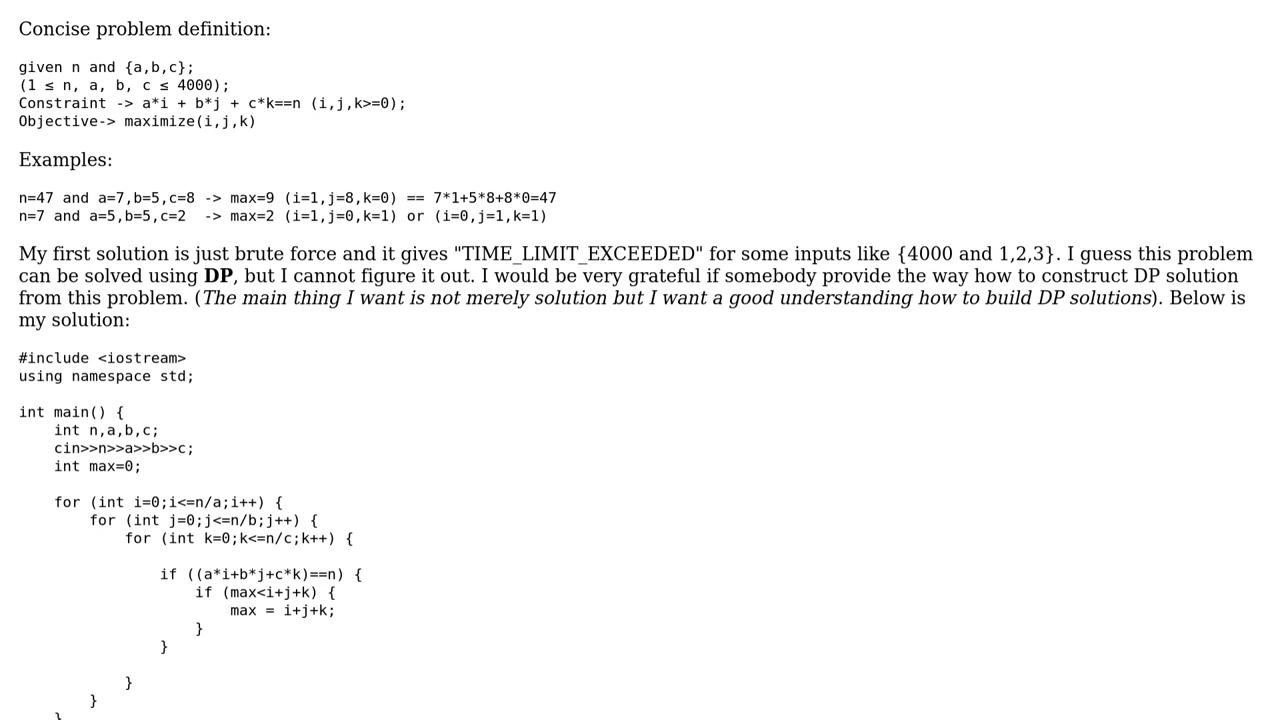 Concise problem definition:
given n and {a,b,c};
(1 ≤ n, a, b, c ≤ 4000);
Constraint -> a*i + b*j + c*k==n (i,j,k>=0);
Objective-> maximize(i,j,k)
Examples:
n=47 and a=7,b=5,c=8 -> max=9 (i=1,j=8,k=0) == 7*1+5*8+8*0=47
n=7 and a=5,b=5,c=2  -> max=2 (i=1,j=0,k=1) or (i=0,j=1,k=1)
My first solution is just brute force and it gives "TIME_LIMIT_EXCEEDED" for some inputs like {4000 and 1,2,3}. I guess this problem
can be solved using DP, but I cannot figure it out. I would be very grateful if somebody provide the way how to construct DP solution
from this problem. (The main thing I want is not merely solution but I want a good understanding how to build DP solutions). Below is
my solution:
#include <iostream>
using namespace std;
int main() {
    int n,a,b,c;
    cin>>n>>a>>b>>c;
    int max=0;
    for (int i=0;i<=n/a;i++) {
        for (int j=0;j<=n/b;j++) {
            for (int k=0;k<=n/c;k++) {
                if ((a*i+b*j+c*k)==n) {
                    if (max<i+j+k) {
                        max = i+j+k;
                    }
                }
            }
        }
    }